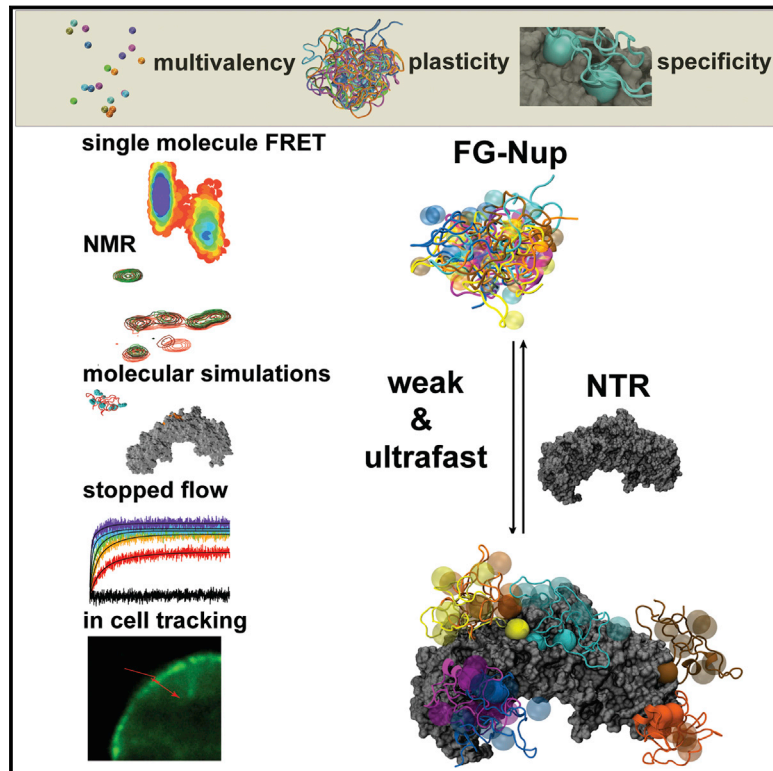 multivalency plasticity specificity
single molecule FRET
NMR
molecular simulations
stopped flow
in cell tracking
FG-Nup
weak
&
ultrafast
NTR